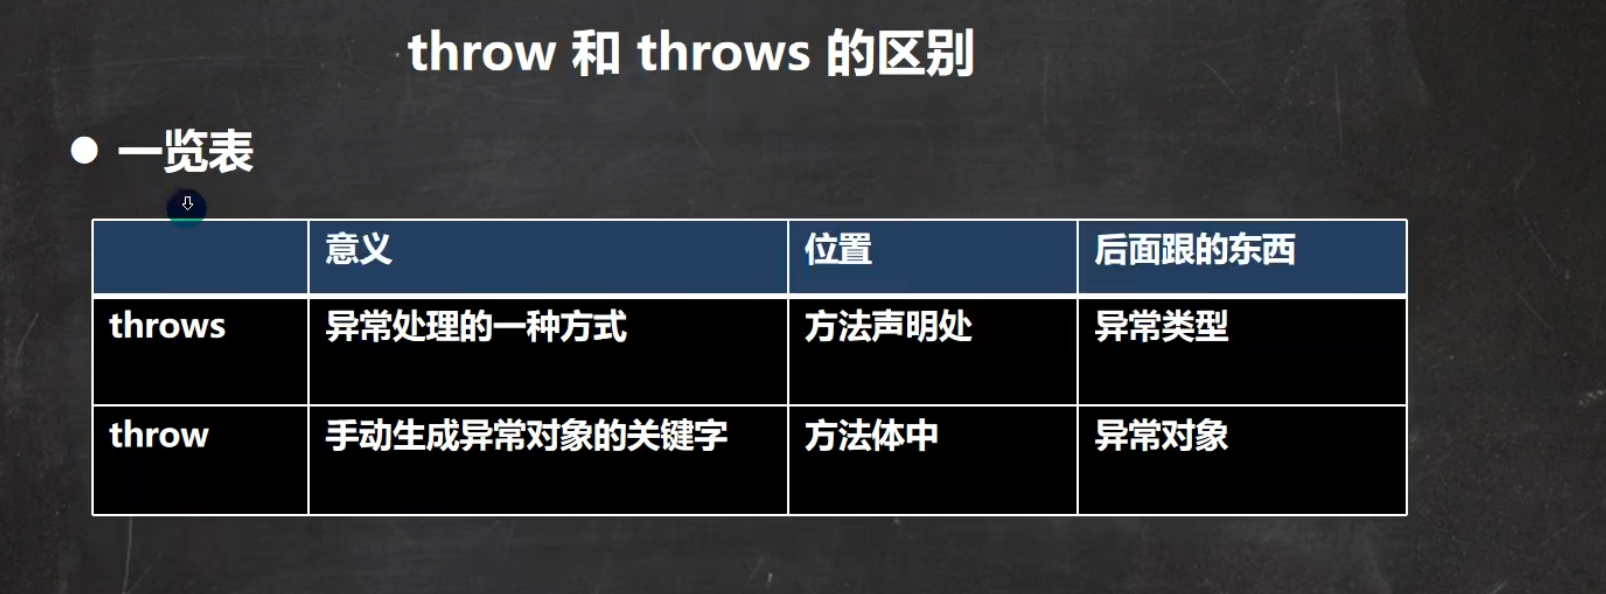 throw 和 throws 的区别
一览表
意义 位置 后面跟的东西
throws 异常处理的一种方式 方法声明处 异常类型
throw 手动生成异常对象的关键字 方法体中 异常对象